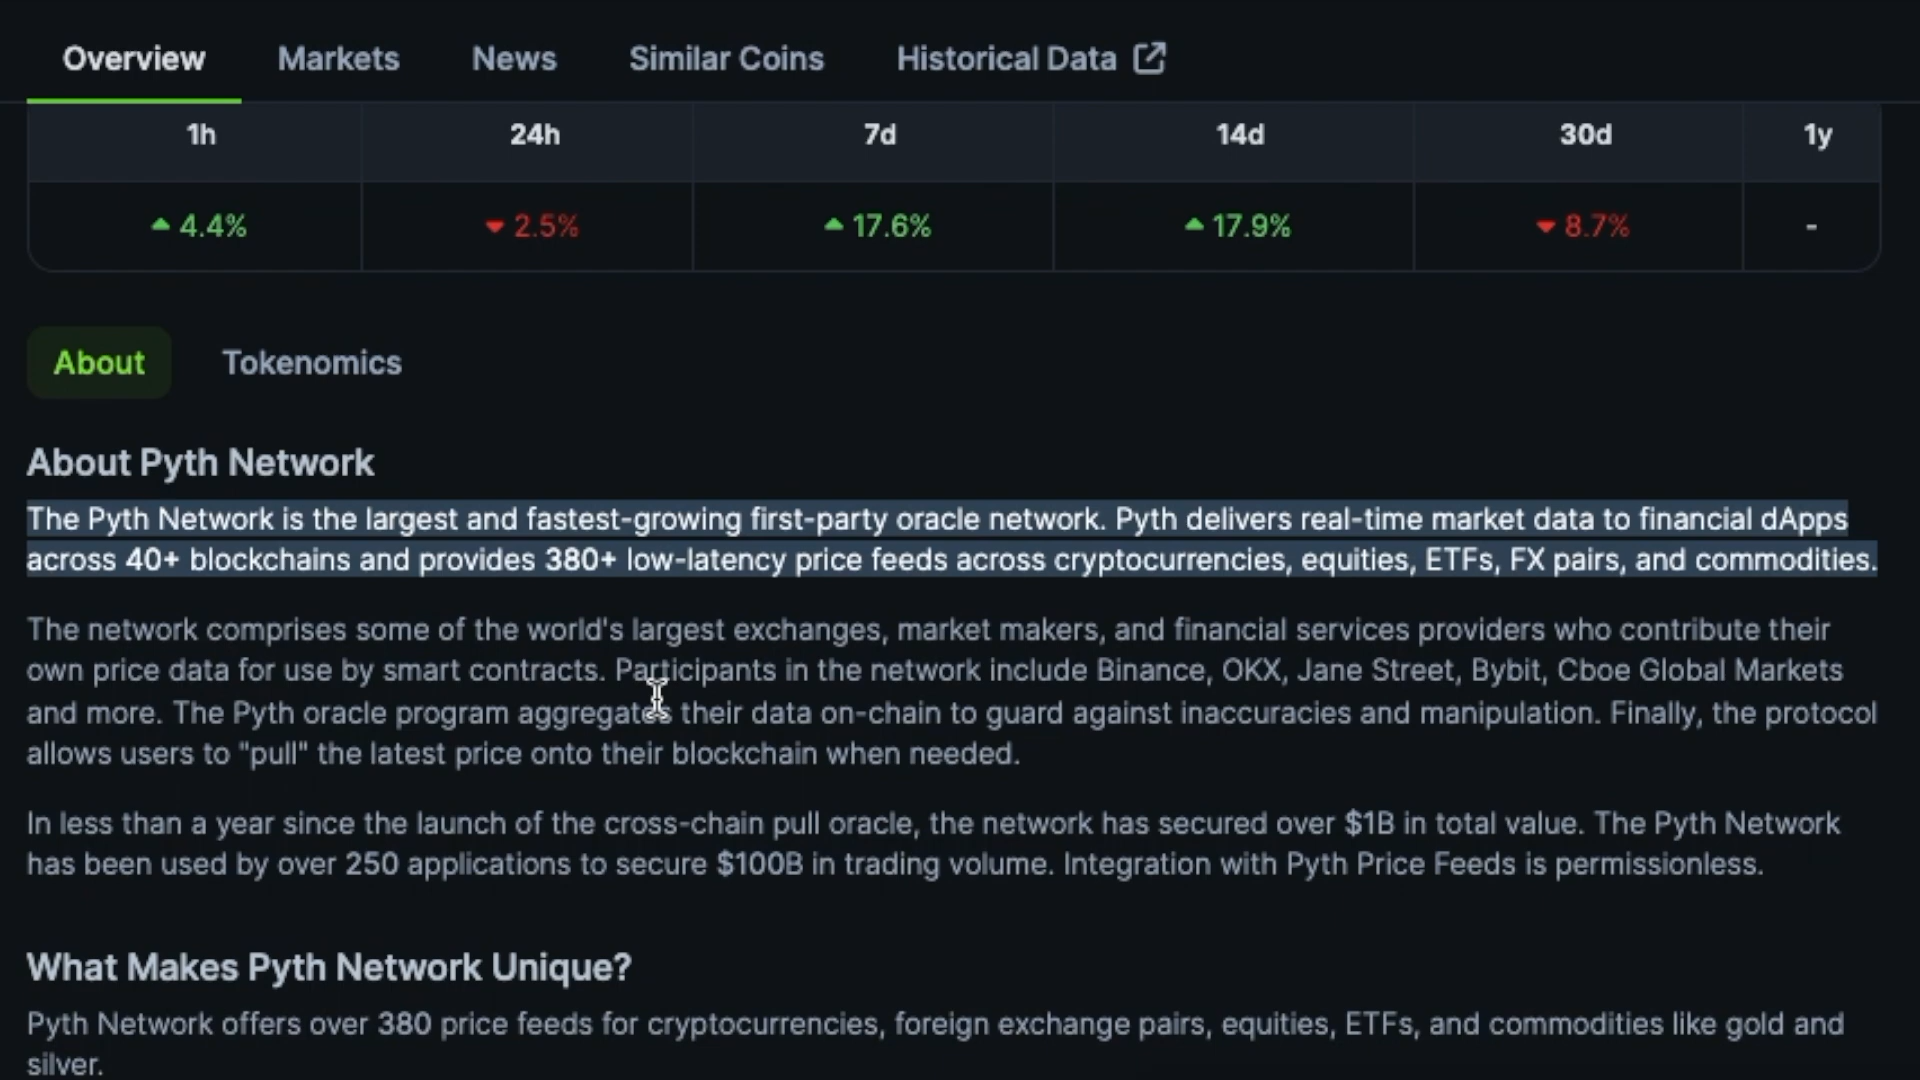 Overview Markets News Similar Coins Historical Data
1h 24h 7d 14d 30d 1y
4.4% 2.5% 17.6% 17.9% 8.7% -
About Tokenomics
About Pyth Network
The Pyth Network is the largest and fastest-growing first-party oracle network. Pyth delivers real-time market data to financial dApps
across 40+ blockchains and provides 380+ low-latency price feeds across cryptocurrencies, equities, ETFs, FX pairs, and commodities.
The network comprises some of the world's largest exchanges, market makers, and financial services providers who contribute their
own price data for use by smart contracts. Participants in the network include Binance, OKX, Jane Street, Bybit, Cboe Global Markets
and more. The Pyth oracle program aggregates their data on-chain to guard against inaccuracies and manipulation. Finally, the protocol
allows users to "pull" the latest price onto their blockchain when needed.
In less than a year since the launch of the cross-chain pull oracle, the network has secured over $1B in total value. The Pyth Network
has been used by over 250 applications to secure $100B in trading volume. Integration with Pyth Price Feeds is permissionless.
What Makes Pyth Network Unique?
Pyth Network offers over 380 price feeds for cryptocurrencies, foreign exchange pairs, equities, ETFs, and commodities like gold and
silver.